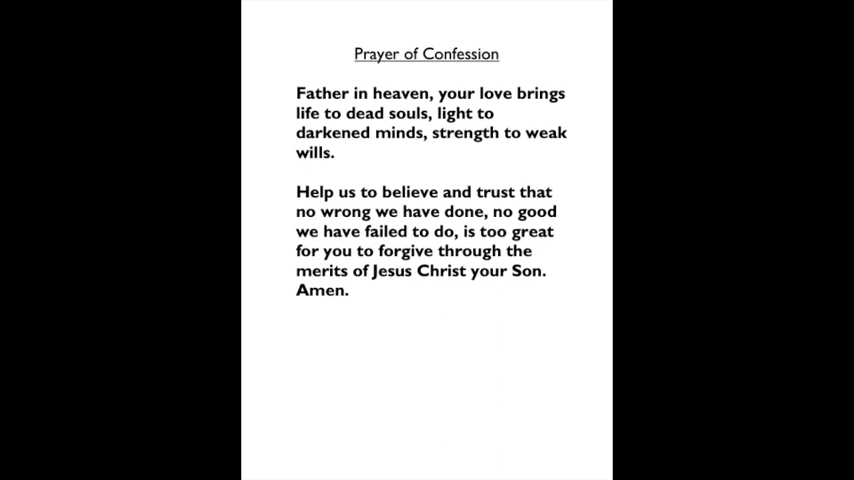 Prayer of Confession
Father in heaven, your love brings
life to dead souls, light to
darkened minds, strength to weak
wills.
Help us to believe and trust that
no wrong we have done, no good
we have failed to do, is too great
for you to forgive through the
merits of Jesus Christ your Son.
Amen.